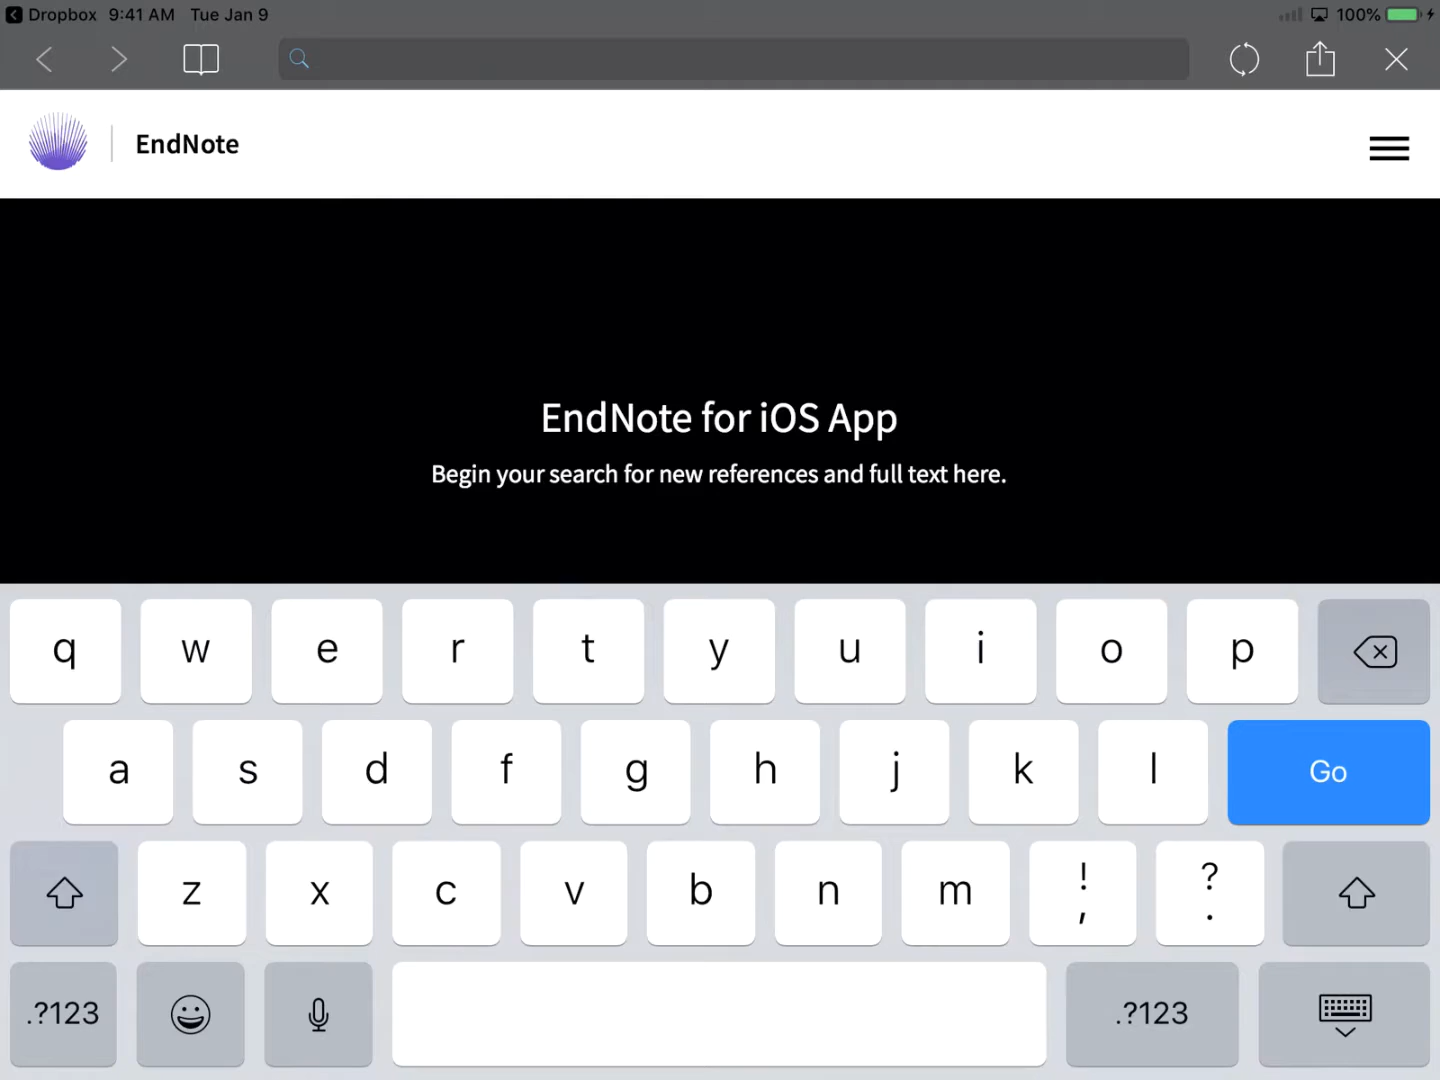 Dropbox 9:41 AM Tue Jan 9 100%
EndNote
EndNote for iOS App
Begin your search for new references and full text here.
q w e r t y u i o p
a s d f g h j k l Go
z x c v b n m ! , ? .
.?123 .?123